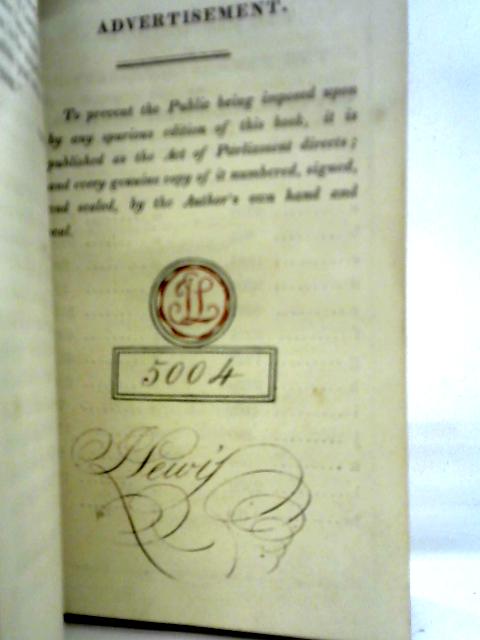 ADVERTISEMENT.
To prevent the Public being imposed upon
by any spurious edition of this book, it is
published as the Act of Parliament directs;
and every genuine copy of it numbered, signed,
and sealed, by the Author's own hand and
seal.
JL
5004